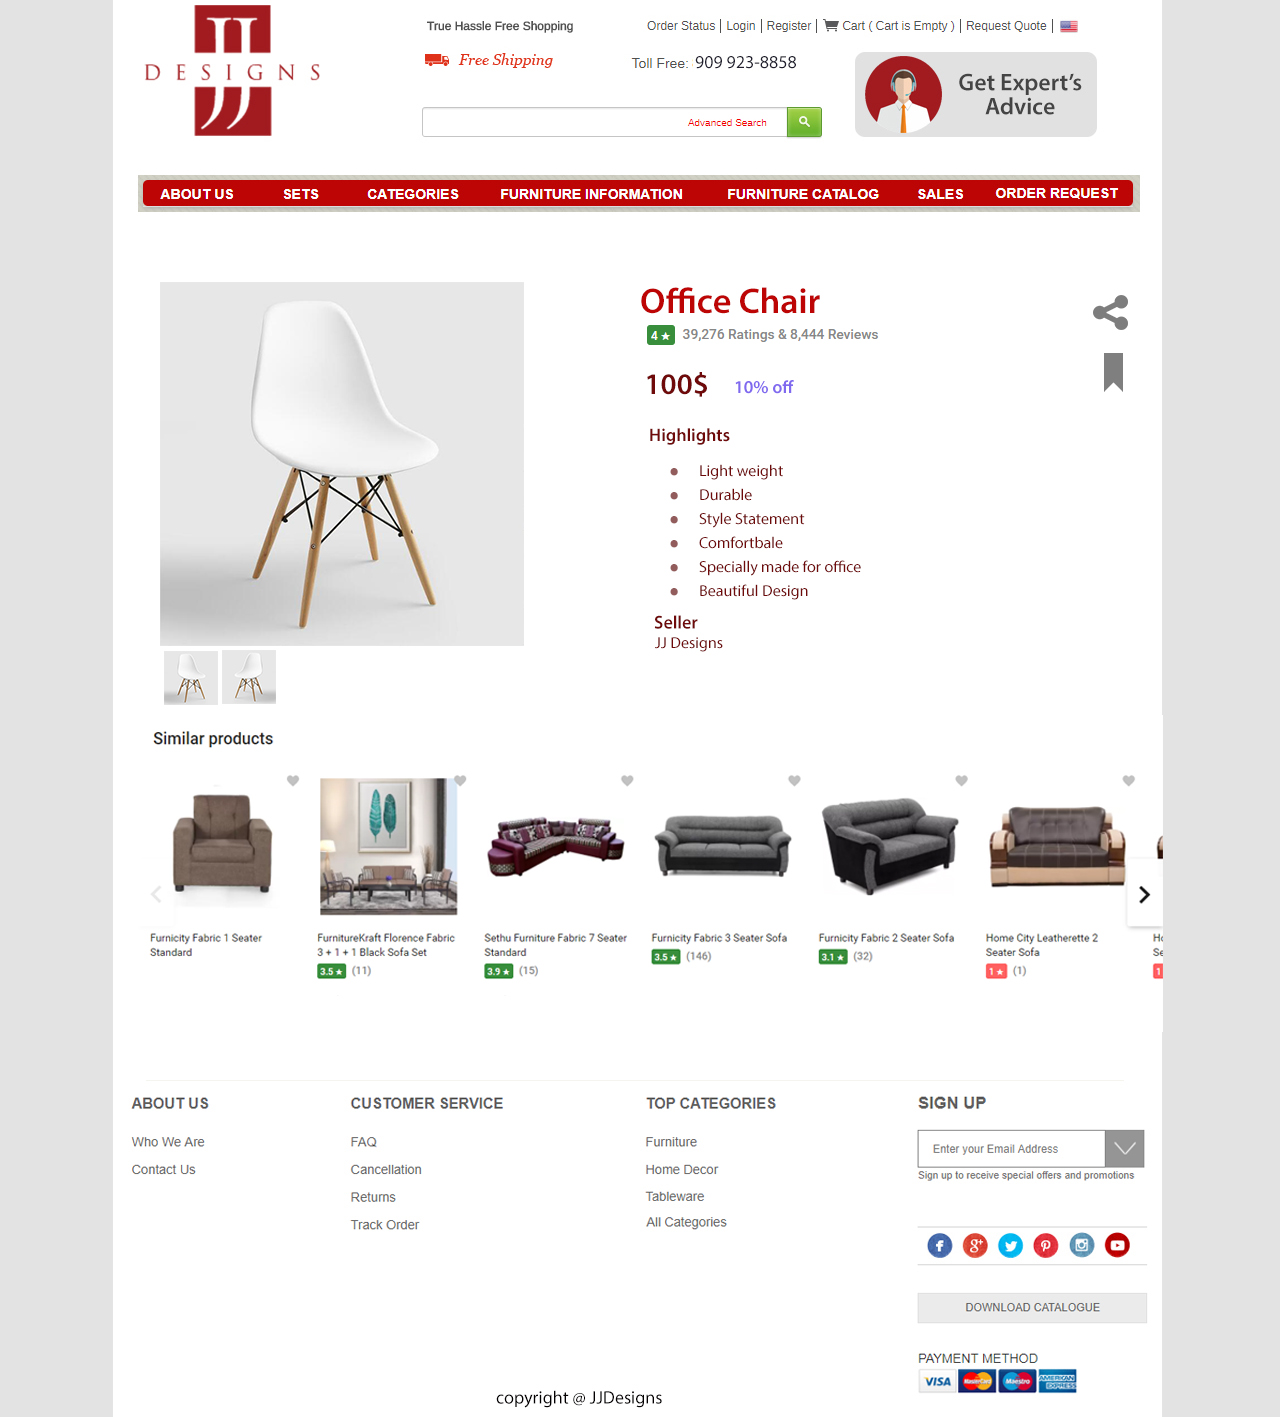 JJ
DESIGNS
JJ
True Hassle Free Shopping
Order Status | Login | Register | Cart ( Cart is Empty ) | Request Quote |
Free Shipping
Toll Free: 909 923-8858
Get Expert's
Advice
Advanced Search
ABOUT US SETS CATEGORIES FURNITURE INFORMATION FURNITURE CATALOG SALES ORDER REQUEST
Office Chair
4 ★ 39,276 Ratings & 8,444 Reviews
100$ 10% off
Highlights
Light weight
Durable
Style Statement
Comfortbale
Specially made for office
Beautiful Design
Seller
JJ Designs
Similar products
Furnicity Fabric 1 Seater
Standard
FurnitureKraft Florence Fabric
3 + 1 + 1 Black Sofa Set
3.5 ★ (11)
Sethu Furniture Fabric 7 Seater
Standard
3.9 ★ (15)
Furnicity Fabric 3 Seater Sofa
3.5 ★ (146)
Furnicity Fabric 2 Seater Sofa
3.1 ★ (32)
Home City Leatherette 2
Seater Sofa
1 ★ (1)
Ho
Se
1
ABOUT US
Who We Are
Contact Us
CUSTOMER SERVICE
FAQ
Cancellation
Returns
Track Order
TOP CATEGORIES
Furniture
Home Decor
Tableware
All Categories
SIGN UP
Enter your Email Address
Sign up to receive special offers and promotions
DOWNLOAD CATALOGUE
PAYMENT METHOD
VISA MasterCard Maestro AMERICAN EXPRESS
copyright @ JJDesigns